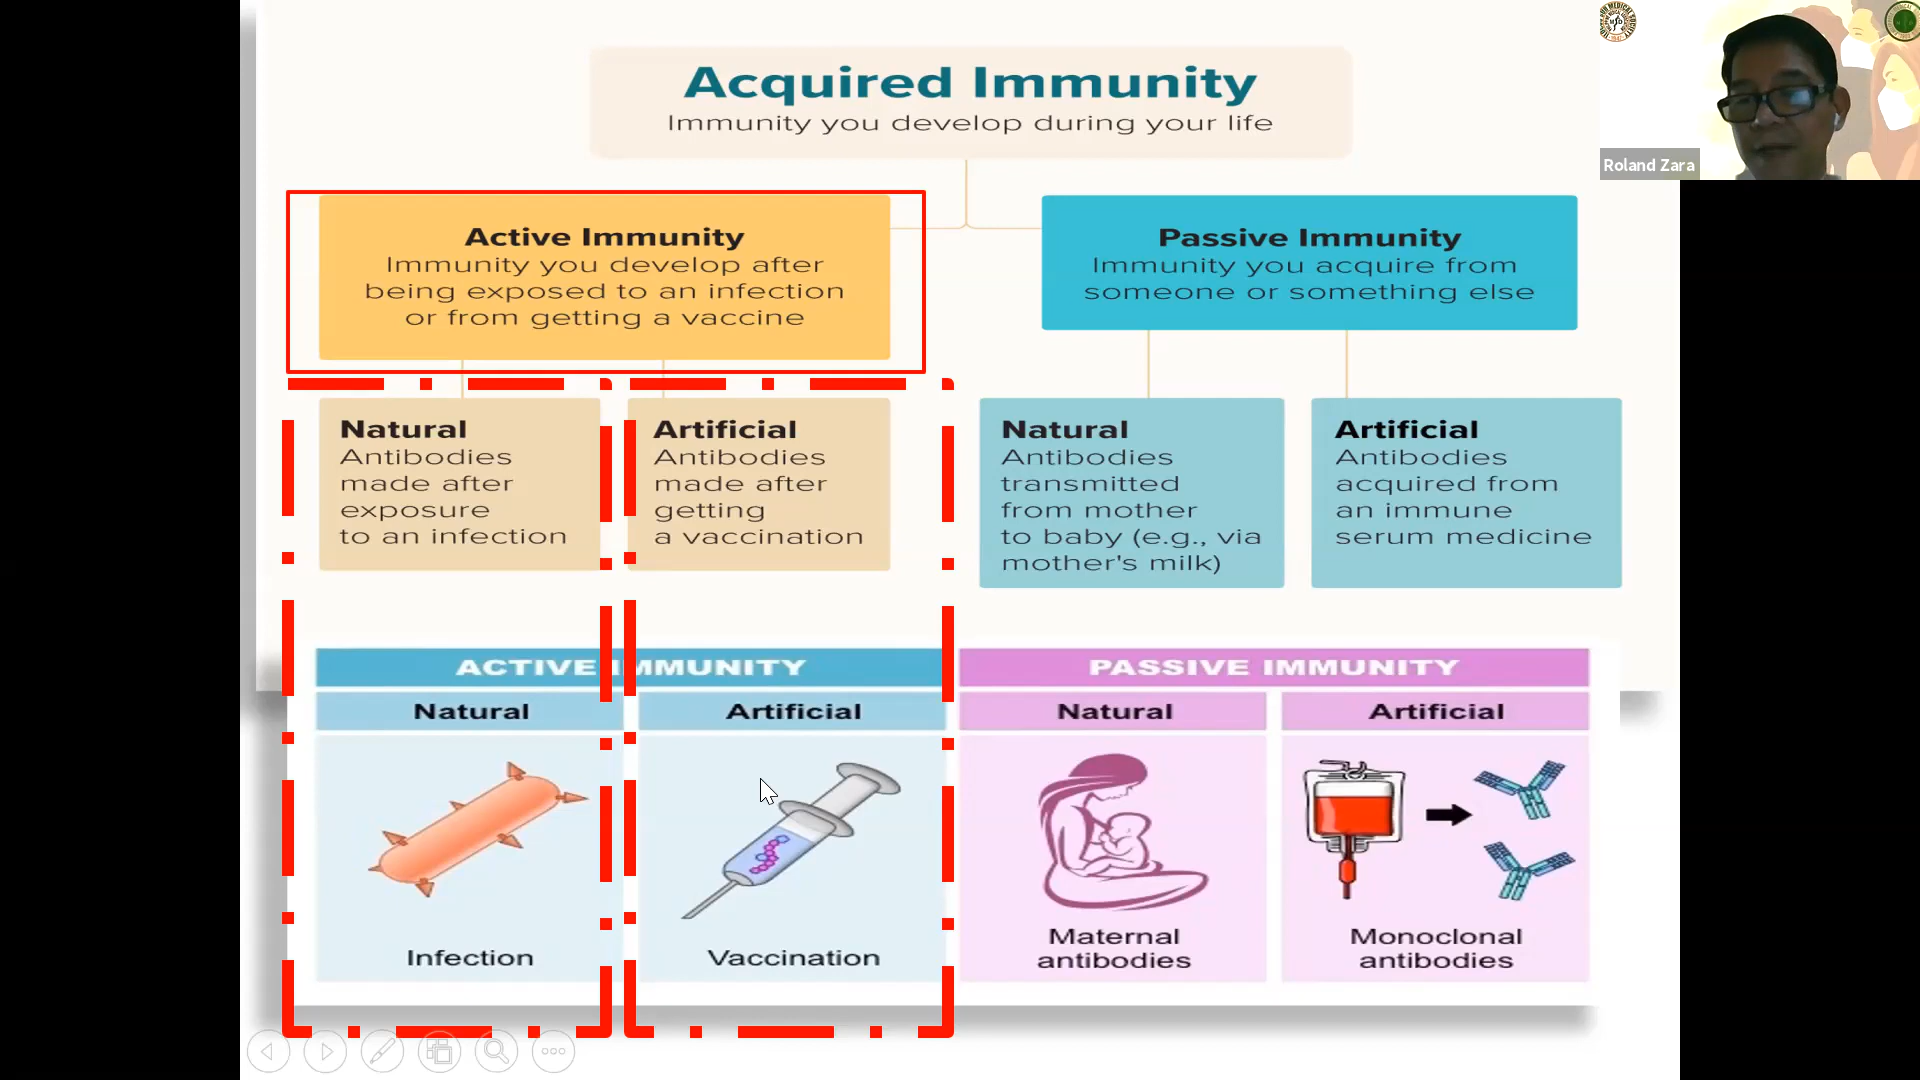 Acquired Immunity
Immunity you develop during your life
Roland Zara
Active Immunity
Immunity you develop after
being exposed to an infection
or from getting a vaccine
Passive Immunity
Immunity you acquire from
someone or something else
Natural
Antibodies
made after
exposure
to an infection
Artificial
Antibodies
made after
getting
a vaccination
Natural
Antibodies
transmitted
from mother
to baby (e.g., via
mother's milk)
Artificial
Antibodies
acquired from
an immune
serum medicine
ACTIVE IMMUNITY
Natural
Artificial
Infection
Vaccination
PASSIVE IMMUNITY
Natural
Artificial
Maternal
antibodies
Monoclonal
antibodies